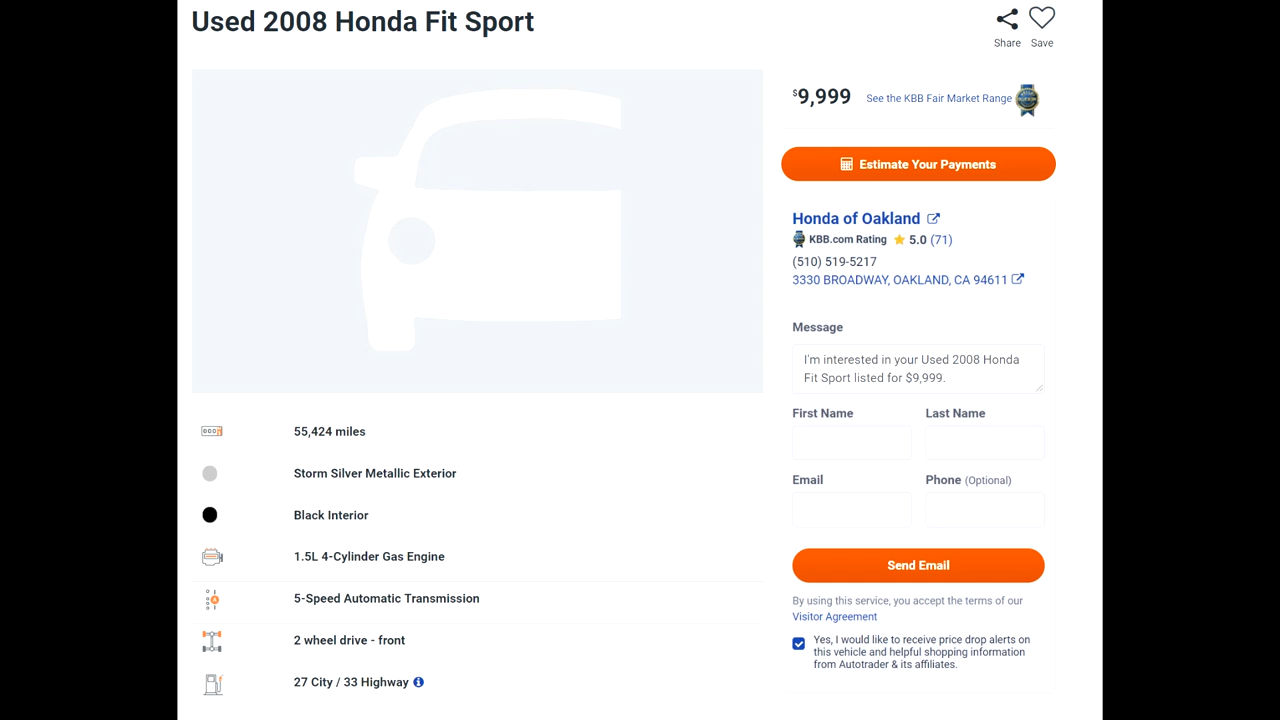 Used 2008 Honda Fit Sport
Share
Save
$9,999
See the KBB Fair Market Range
Estimate Your Payments
Honda of Oakland
KBB.com Rating 5.0 (71)
(510) 519-5217
3330 BROADWAY, OAKLAND, CA 94611
Message
I'm interested in your Used 2008 Honda
Fit Sport listed for $9,999.
First Name
Last Name
Email
Phone (Optional)
Send Email
By using this service, you accept the terms of our
Visitor Agreement
Yes, I would like to receive price drop alerts on
this vehicle and helpful shopping information
from Autotrader & its affiliates.
55,424 miles
Storm Silver Metallic Exterior
Black Interior
1.5L 4-Cylinder Gas Engine
5-Speed Automatic Transmission
2 wheel drive - front
27 City / 33 Highway